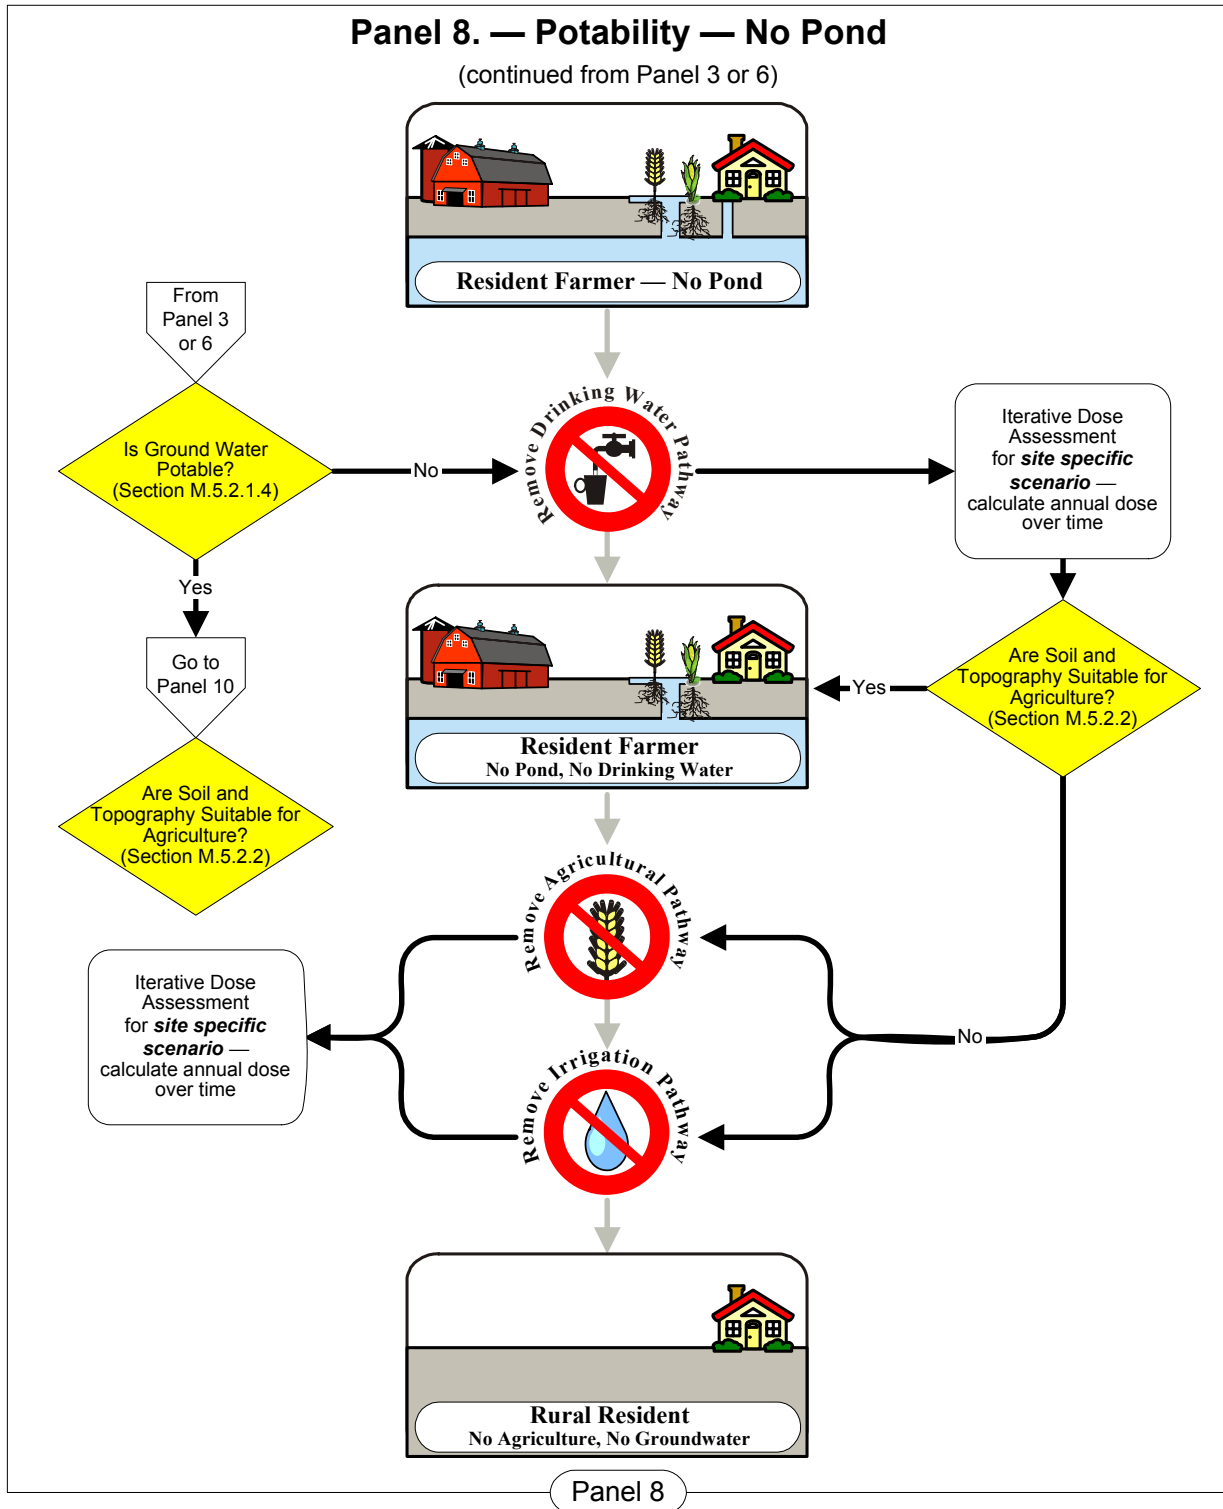 Panel 8. — Potability — No Pond
(continued from Panel 3 or 6)
Resident Farmer — No Pond
From
Panel 3
or 6
Is Ground Water
Potable?
(Section M.5.2.1.4)
No
Remove Drinking Water Pathway
Iterative Dose
Assessment
for site specific
scenario —
calculate annual dose
over time
Yes
Go to
Panel 10
Are Soil and
Topography Suitable for
Agriculture?
(Section M.5.2.2)
Resident Farmer
No Pond, No Drinking Water
Yes
Are Soil and
Topography Suitable for
Agriculture?
(Section M.5.2.2)
Remove Agricultural Pathway
Iterative Dose
Assessment
for site specific
scenario —
calculate annual dose
over time
No
Remove Irrigation Pathway
Rural Resident
No Agriculture, No Groundwater
Panel 8